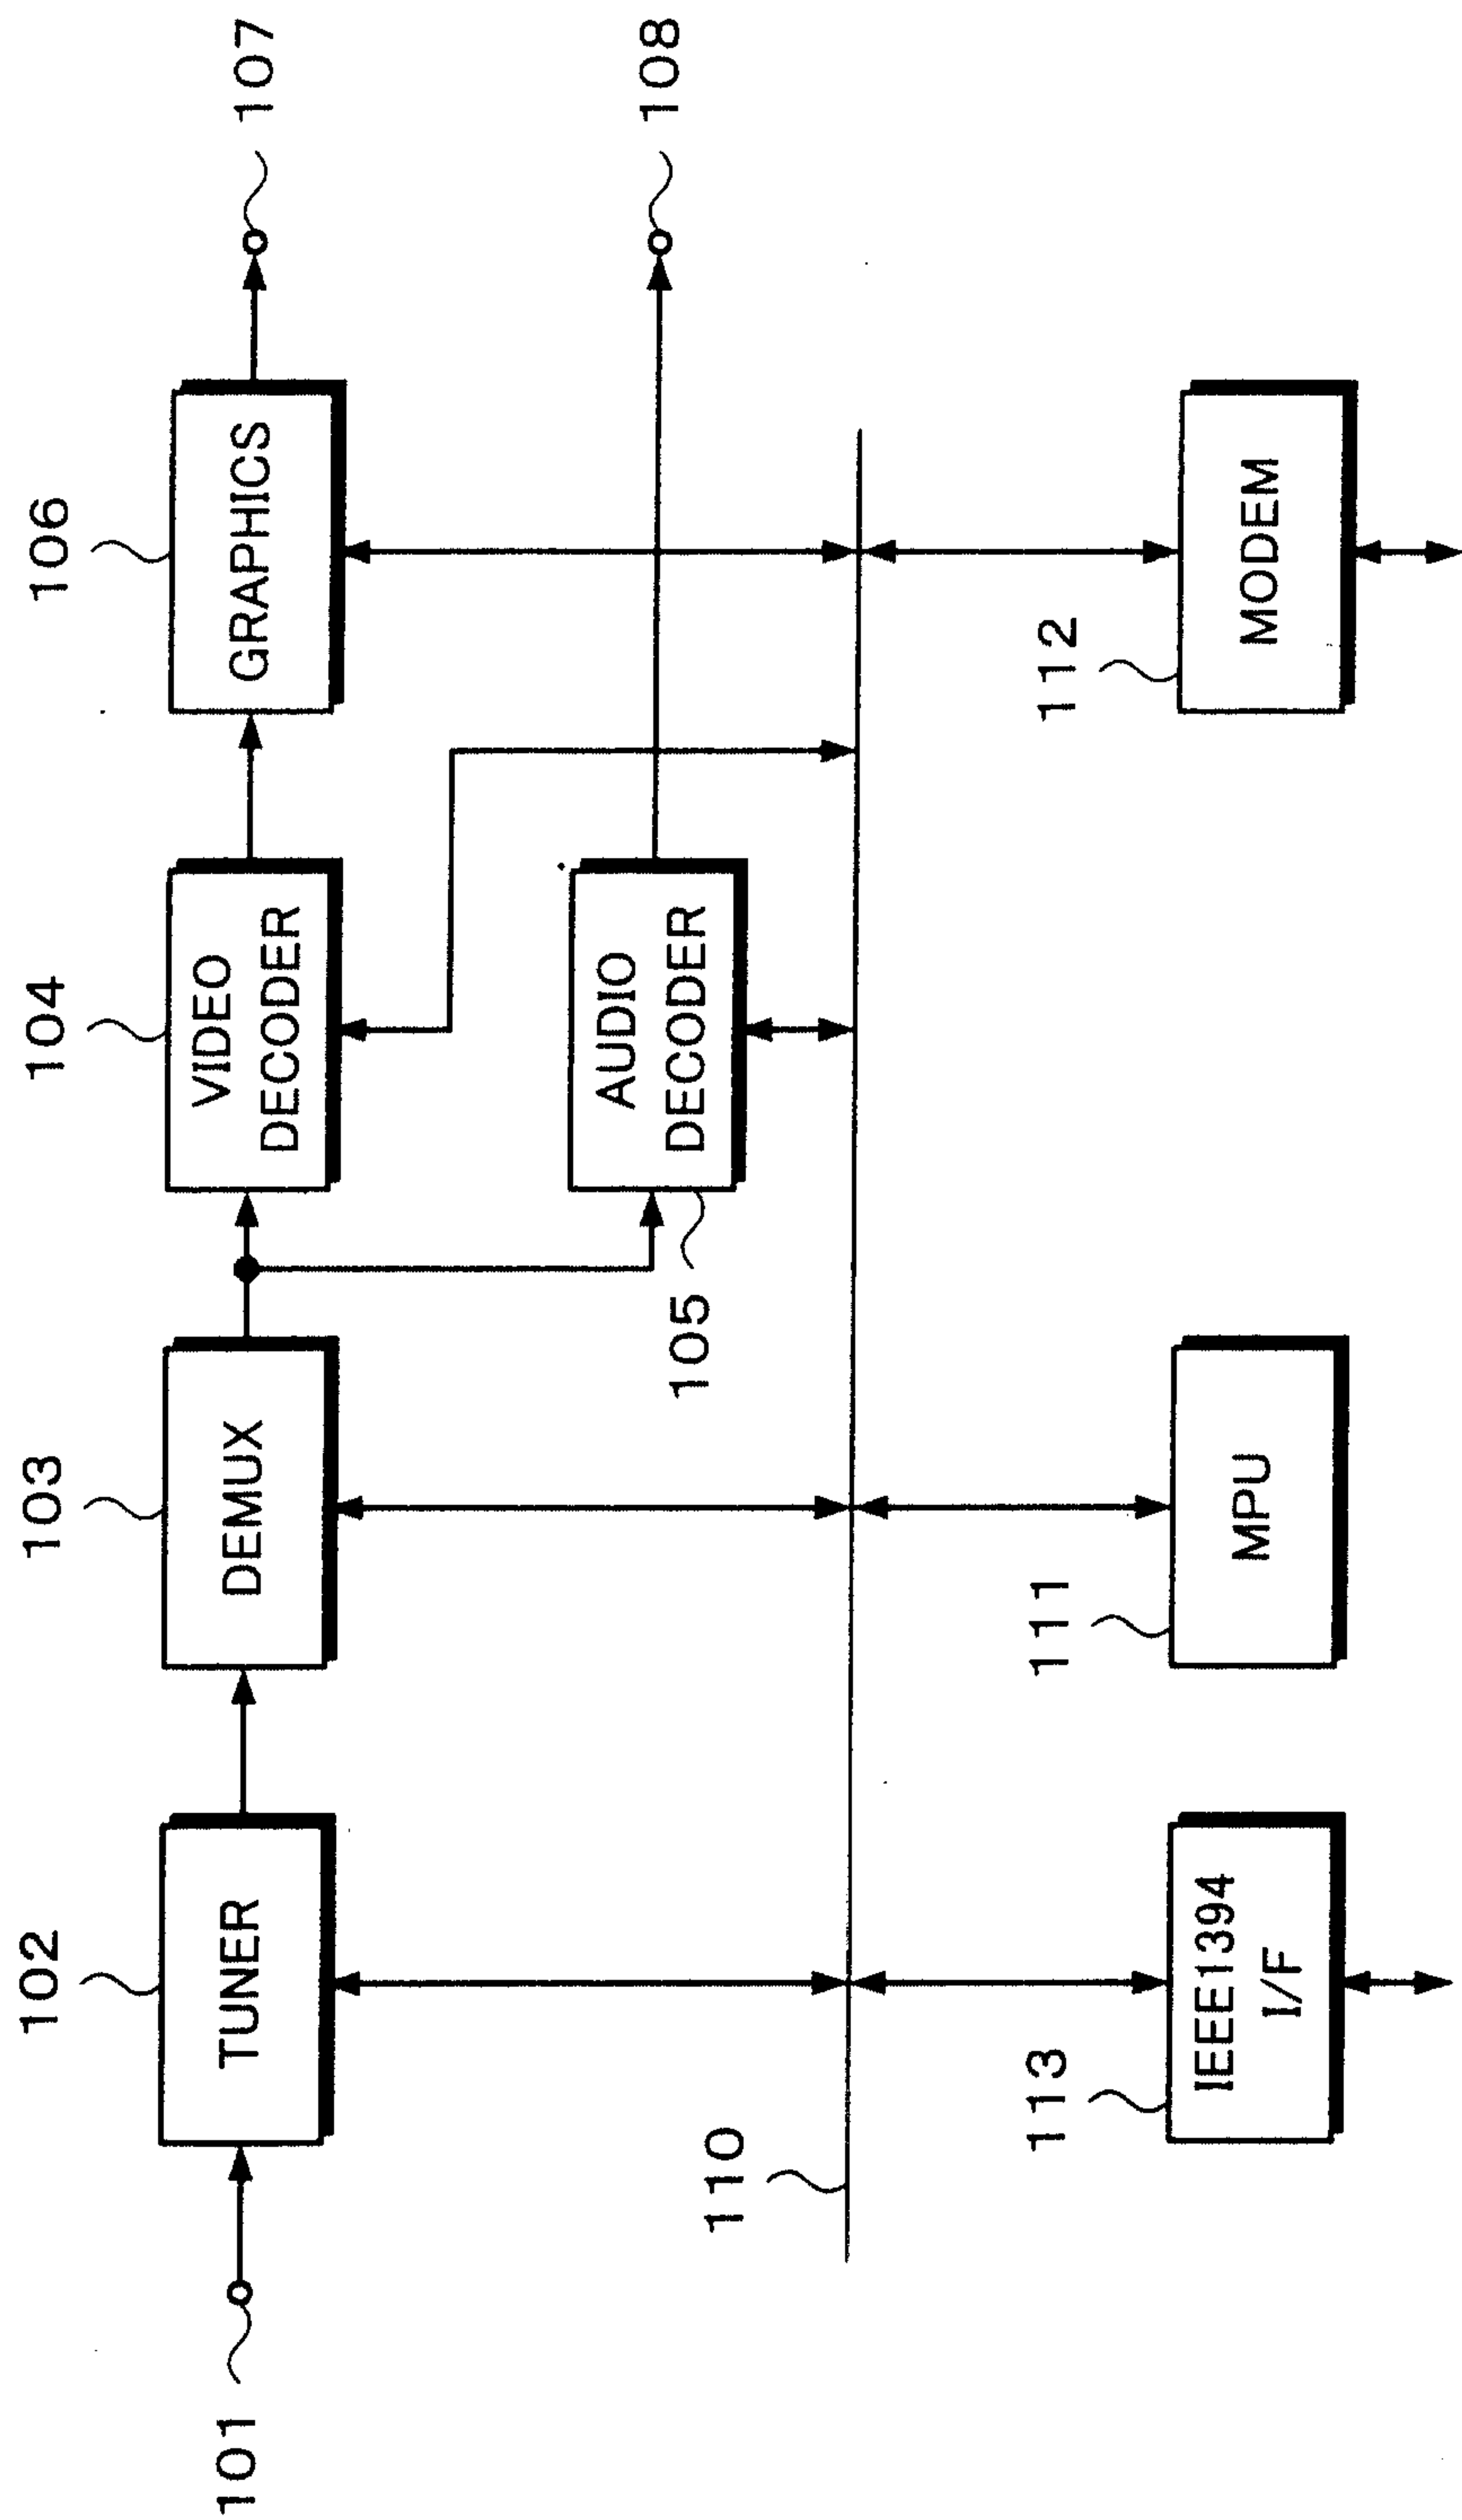 102
103
104
106
TUNER
DEMUX
VIDEO
DECODER
GRAPHICS
101
107
AUDIO
DECODER
105
108
110
113
111
112
IEEE1394
I/F
MPU
MODEM